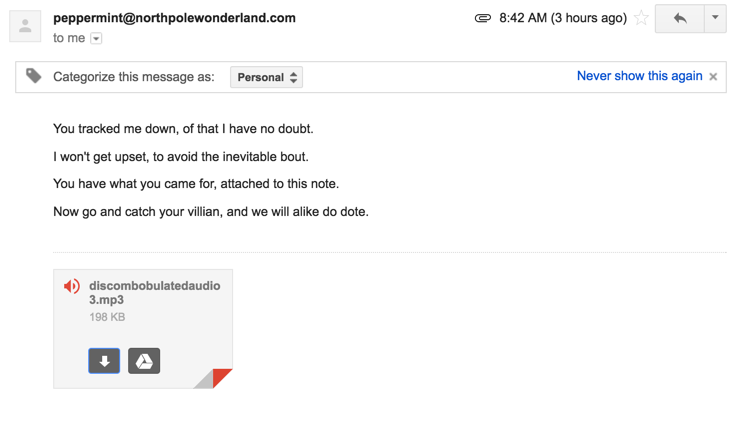 peppermint@northpolewonderland.com
8:42 AM (3 hours ago)
to me
Categorize this message as: Personal
Never show this again ×
You tracked me down, of that I have no doubt.
I won't get upset, to avoid the inevitable bout.
You have what you came for, attached to this note.
Now go and catch your villian, and we will alike do dote.
discombobulatedaudio
3.mp3
198 KB